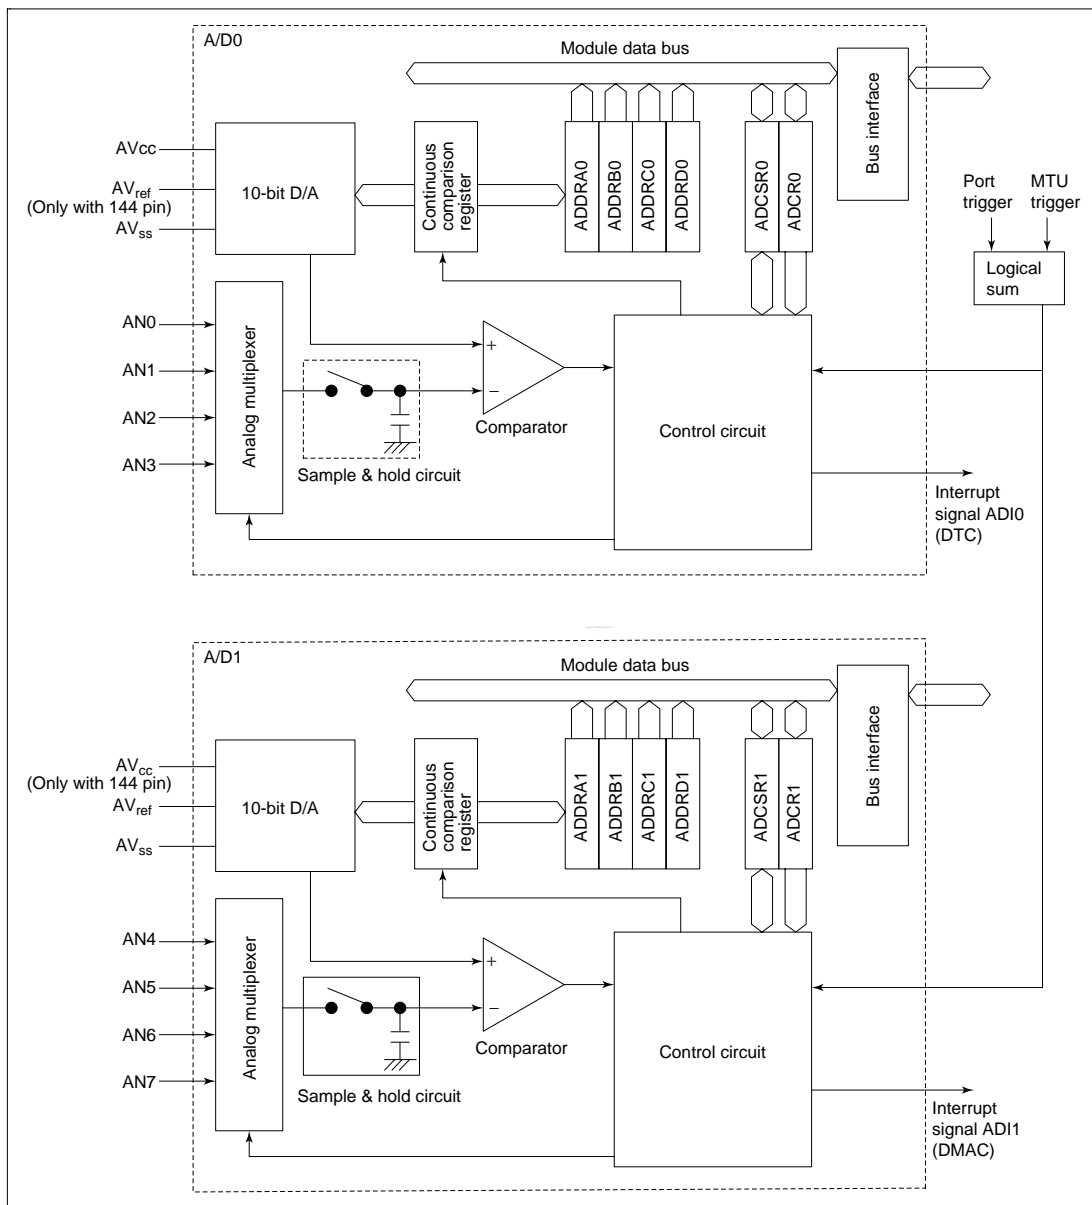 A/D0
Module data bus
Bus interface
AVcc
AVref
(Only with 144 pin)
AVss
10-bit D/A
Continuous
comparison
register
ADDRA0
ADDRB0
ADDRC0
ADDRD0
ADCSR0
ADCR0
Port
trigger
MTU
trigger
Logical
sum
AN0
AN1
AN2
AN3
Analog multiplexer
+
−
Comparator
Sample & hold circuit
Control circuit
Interrupt
signal ADI0
(DTC)
A/D1
Module data bus
Bus interface
AVcc
(Only with 144 pin)
AVref
AVss
10-bit D/A
Continuous
comparison
register
ADDRA1
ADDRB1
ADDRC1
ADDRD1
ADCSR1
ADCR1
AN4
AN5
AN6
AN7
Analog multiplexer
+
−
Comparator
Sample & hold circuit
Control circuit
Interrupt
signal ADI1
(DMAC)